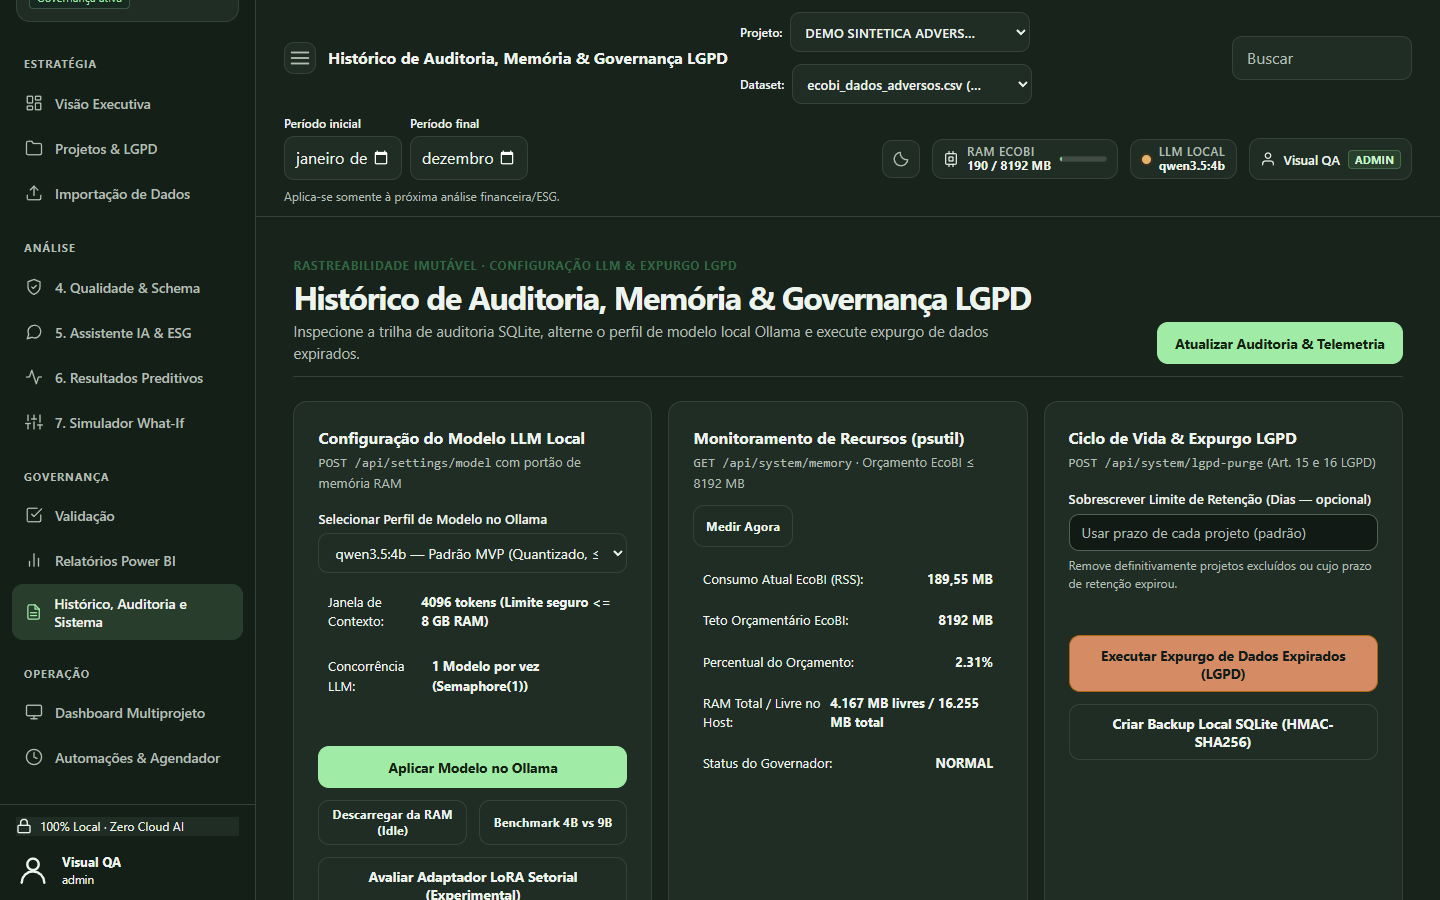 Governança ativa
ESTRATÉGIA
Visão Executiva
Projetos & LGPD
Importação de Dados
ANÁLISE
4. Qualidade & Schema
5. Assistente IA & ESG
6. Resultados Preditivos
7. Simulador What-If
GOVERNANÇA
Validação
Relatórios Power BI
Histórico, Auditoria e
Sistema
OPERAÇÃO
Dashboard Multiprojeto
Automações & Agendador
100% Local · Zero Cloud AI
Visual QA
admin
Histórico de Auditoria, Memória & Governança LGPD
Projeto:
DEMO SINTETICA ADVERS...
Dataset:
ecobi_dados_adversos.csv (...
Buscar
Período inicial
janeiro de
Período final
dezembro
Aplica-se somente à próxima análise financeira/ESG.
RAM ECOBI
190 / 8192 MB
LLM LOCAL
qwen3.5:4b
Visual QA
ADMIN
RASTREABILIDADE IMUTÁVEL · CONFIGURAÇÃO LLM & EXPURGO LGPD
Histórico de Auditoria, Memória & Governança LGPD
Inspecione a trilha de auditoria SQLite, alterne o perfil de modelo local Ollama e execute expurgo de dados
expirados.
Atualizar Auditoria & Telemetria
Configuração do Modelo LLM Local
POST /api/settings/model com portão de
memória RAM
Selecionar Perfil de Modelo no Ollama
qwen3.5:4b — Padrão MVP (Quantizado, ≤
Janela de
Contexto:
4096 tokens (Limite seguro <=
8 GB RAM)
Concorrência
LLM:
1 Modelo por vez
(Semaphore(1))
Aplicar Modelo no Ollama
Descarregar da RAM
(Idle)
Benchmark 4B vs 9B
Avaliar Adaptador LoRA Setorial
(Experimental)
Monitoramento de Recursos (psutil)
GET /api/system/memory · Orçamento EcoBI ≤
8192 MB
Medir Agora
Consumo Atual EcoBI (RSS):
189,55 MB
Teto Orçamentário EcoBI:
8192 MB
Percentual do Orçamento:
2.31%
RAM Total / Livre no
Host:
4.167 MB livres / 16.255
MB total
Status do Governador:
NORMAL
Ciclo de Vida & Expurgo LGPD
POST /api/system/lgpd-purge (Art. 15 e 16 LGPD)
Sobrescrever Limite de Retenção (Dias — opcional)
Usar prazo de cada projeto (padrão)
Remove definitivamente projetos excluídos ou cujo prazo
de retenção expirou.
Executar Expurgo de Dados Expirados
(LGPD)
Criar Backup Local SQLite (HMAC-
SHA256)